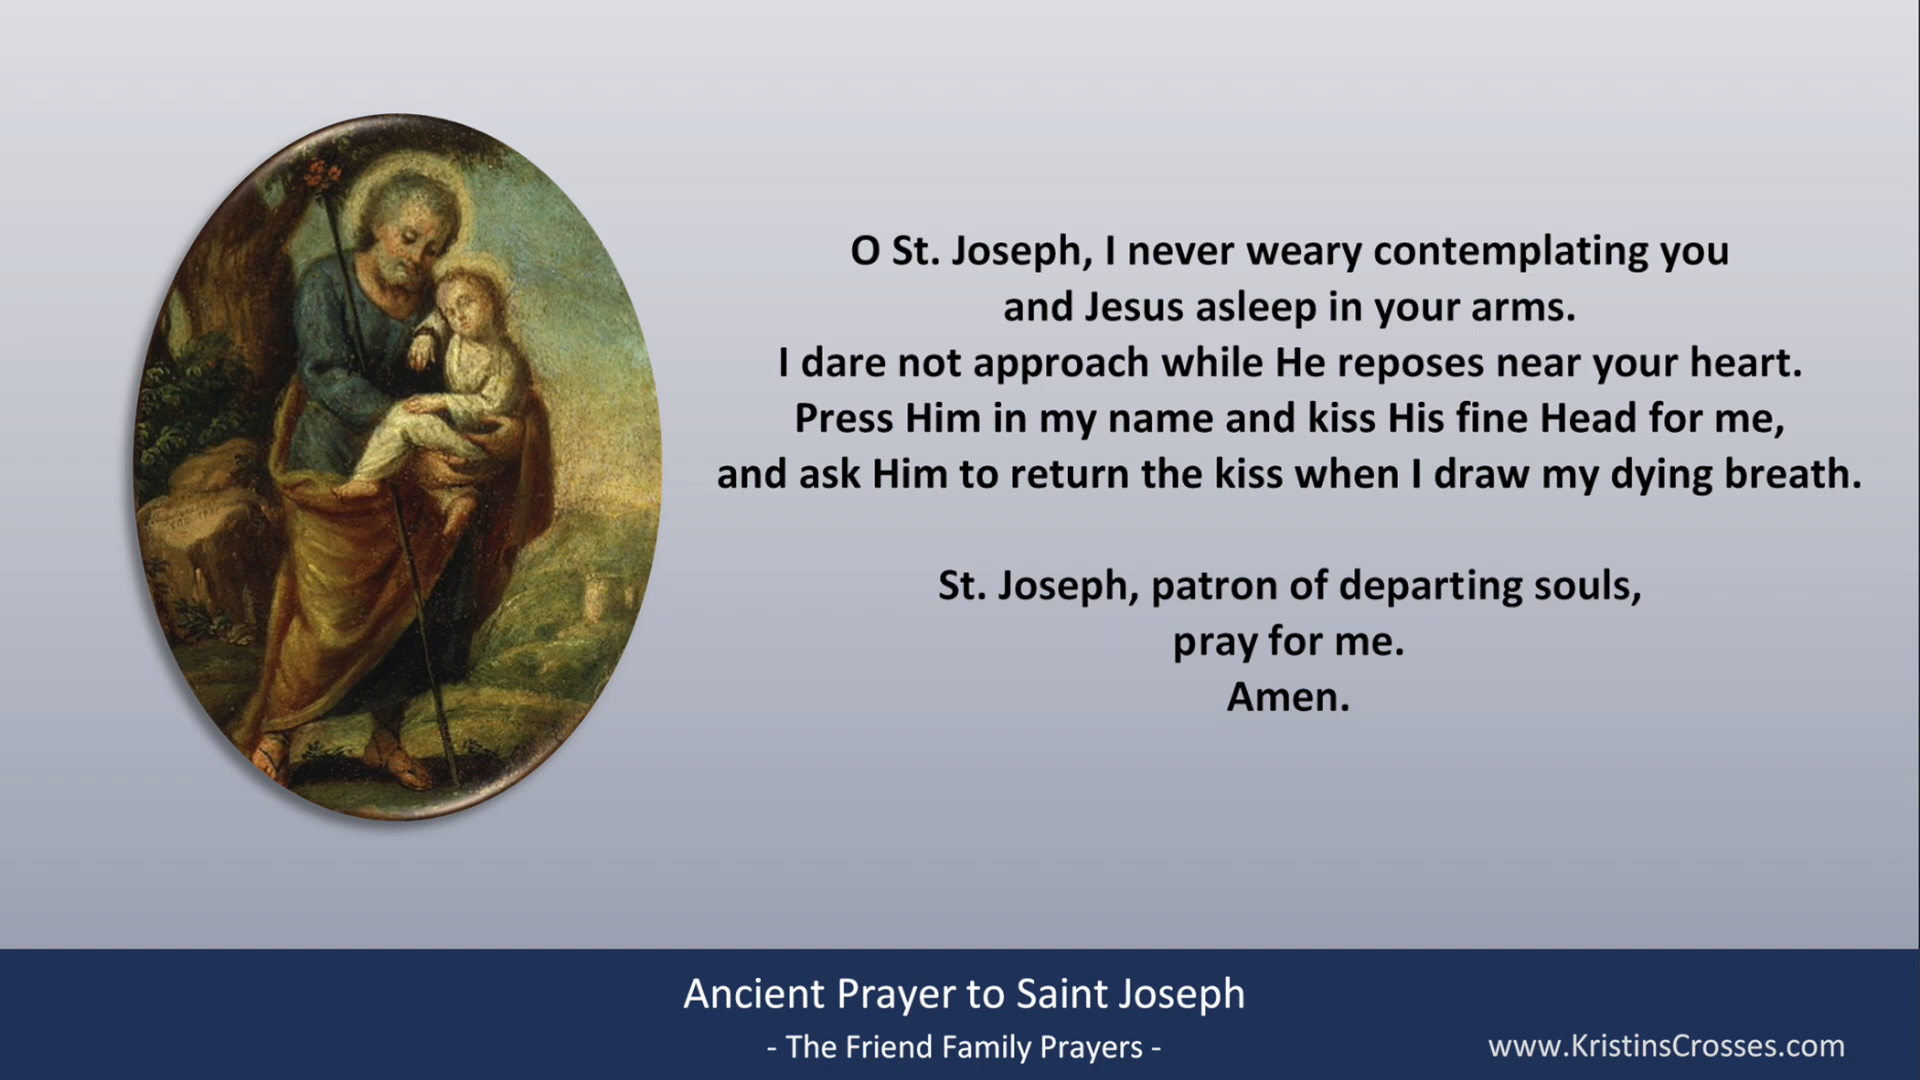 O St. Joseph, I never weary contemplating you
and Jesus asleep in your arms.
I dare not approach while He reposes near your heart.
Press Him in my name and kiss His fine Head for me,
and ask Him to return the kiss when I draw my dying breath.
St. Joseph, patron of departing souls,
pray for me.
Amen.
Ancient Prayer to Saint Joseph
- The Friend Family Prayers -
www.KristinsCrosses.com